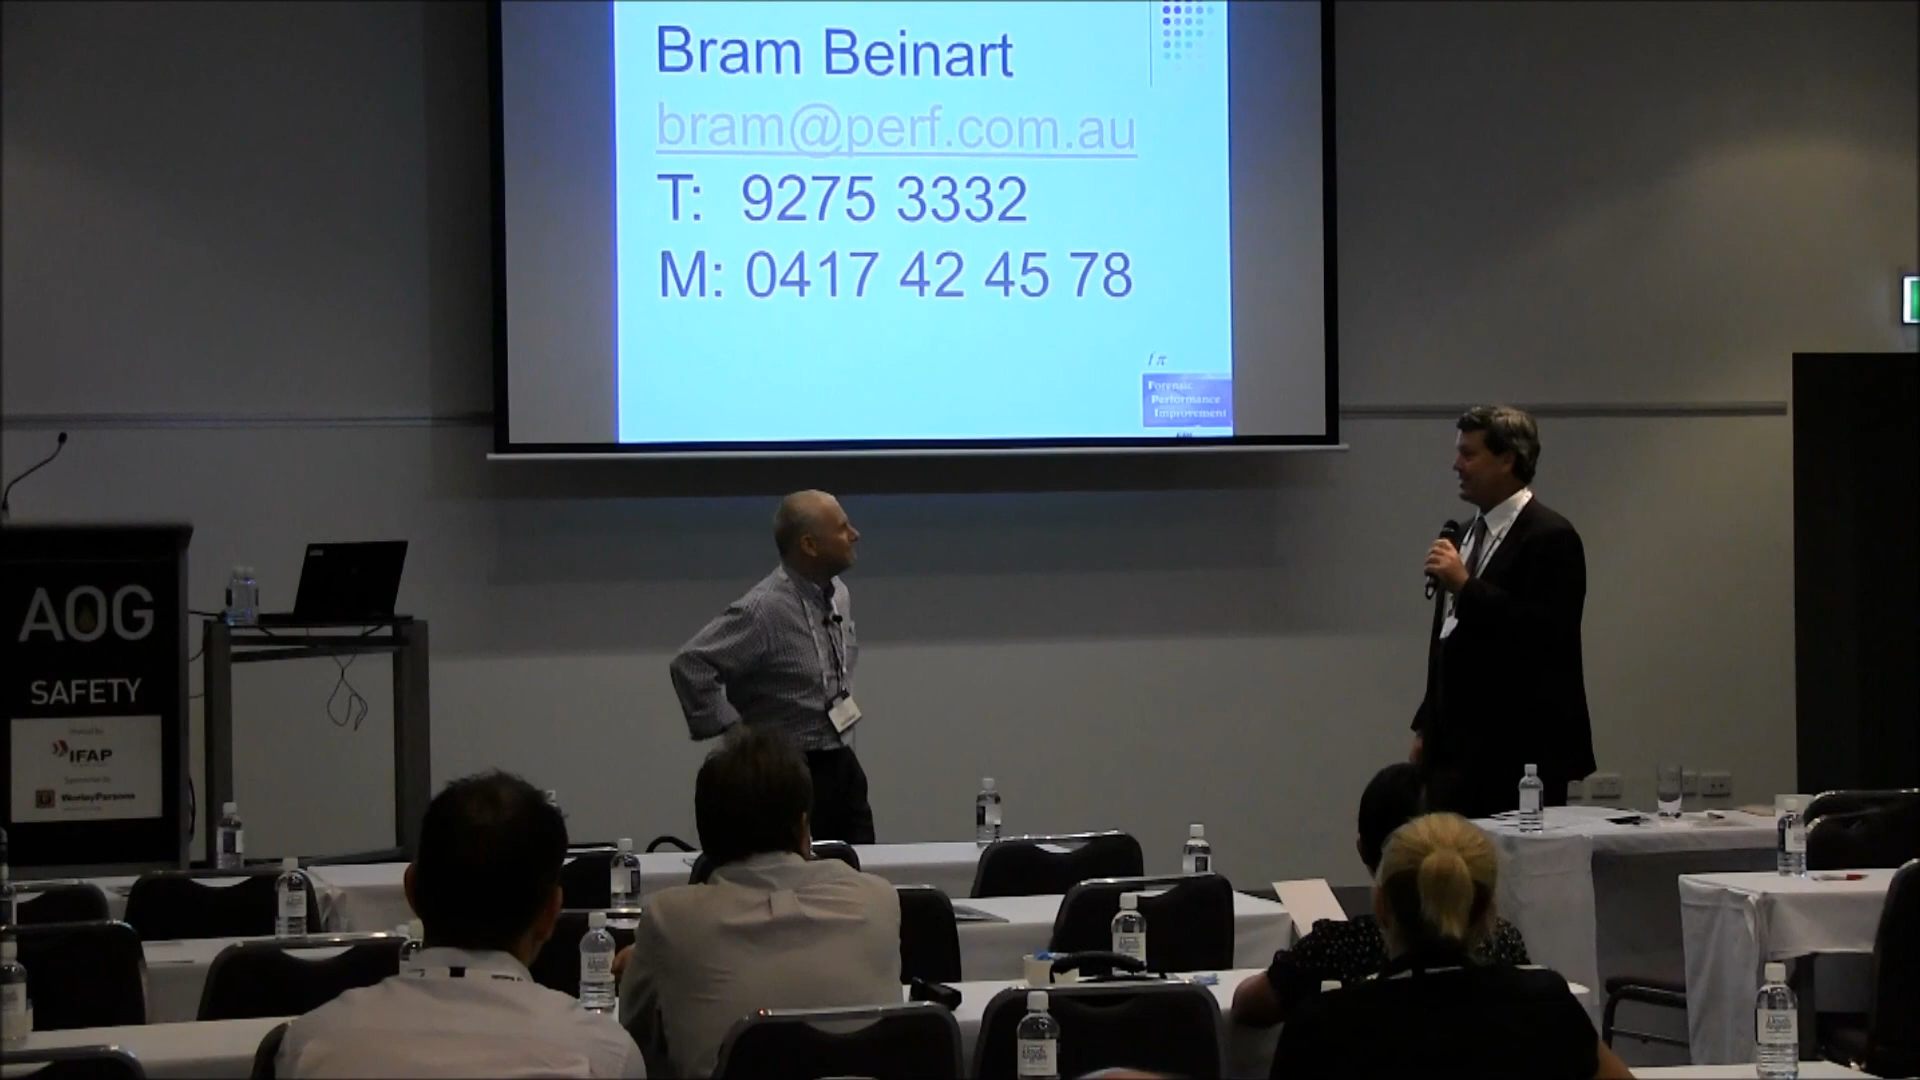 Bram Beinart
bram@perf.com.au
T: 9275 3332
M: 0417 42 45 78
fπ
Forensic
Performance
Improvement
AOG
SAFETY
IFAP
WorleyParsons